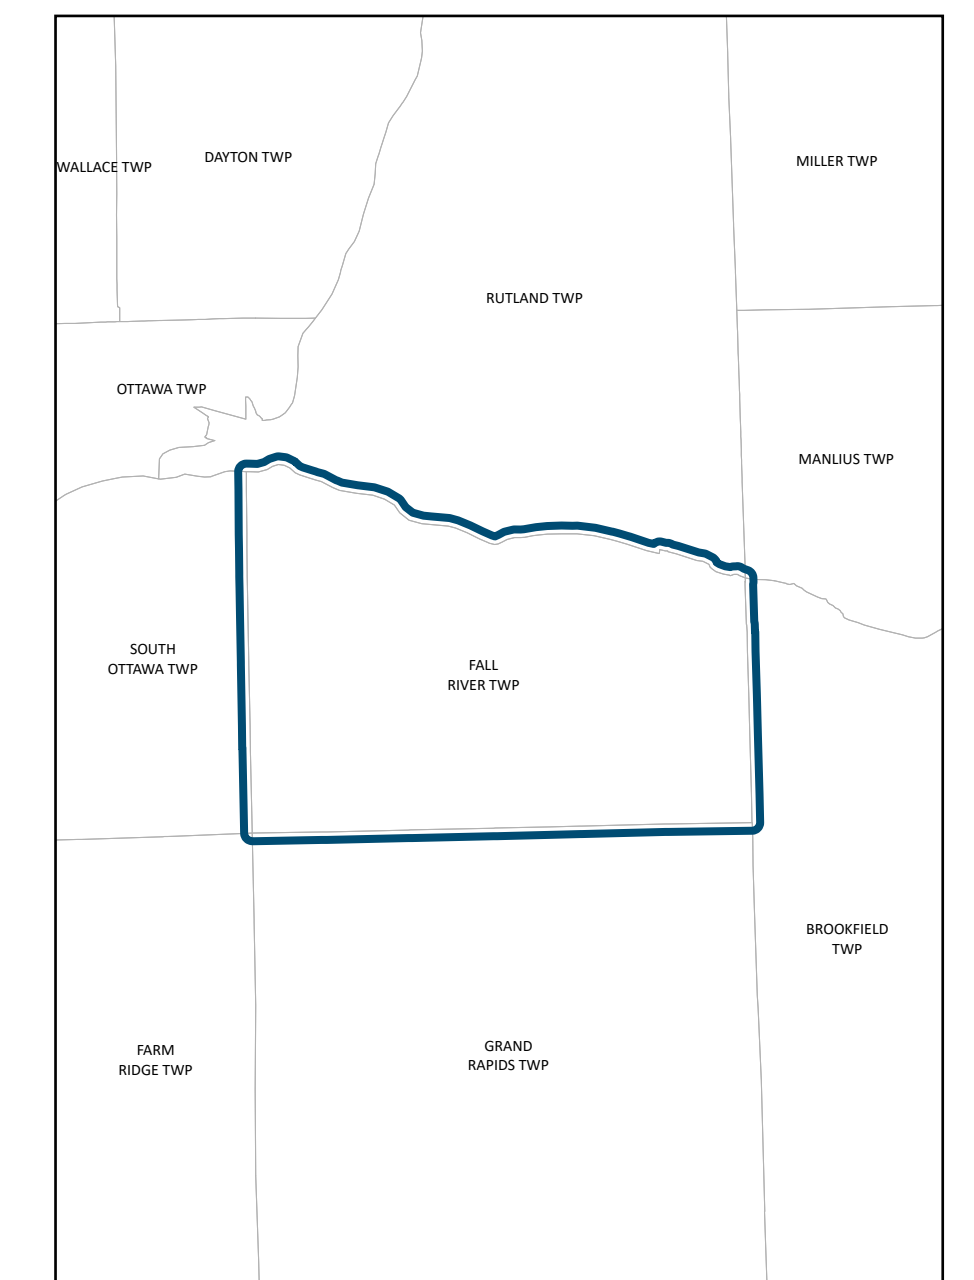 WALLACE TWP
DAYTON TWP
MILLER TWP
RUTLAND TWP
OTTAWA TWP
MANLIUS TWP
SOUTH
OTTAWA TWP
FALL
RIVER TWP
BROOKFIELD
TWP
FARM
RIDGE TWP
GRAND
RAPIDS TWP